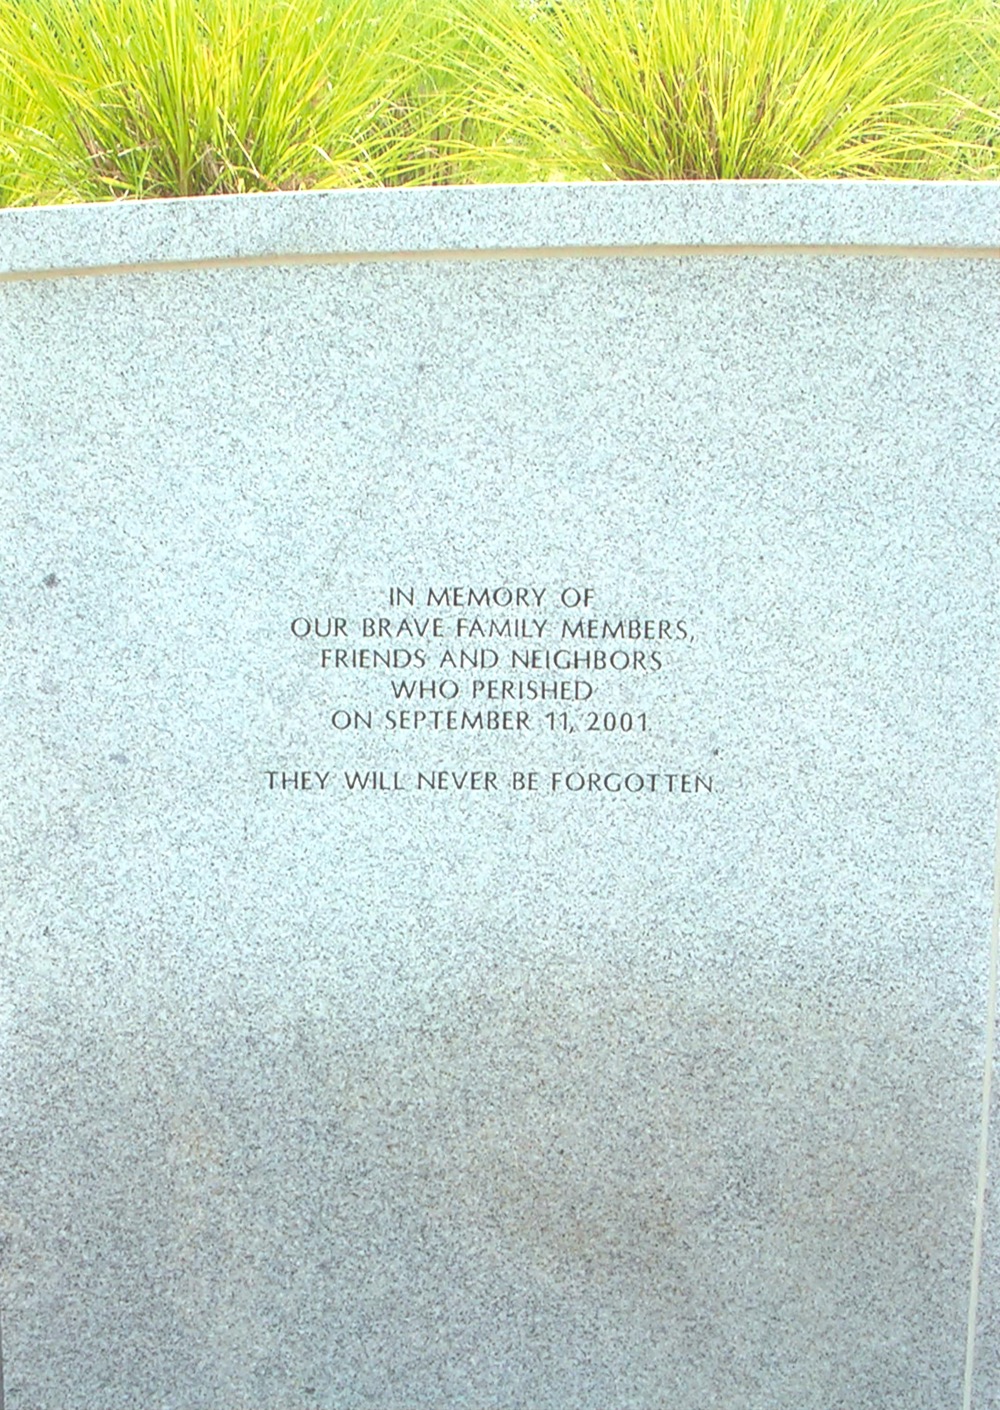 IN MEMORY OF
OUR BRAVE FAMILY MEMBERS,
FRIENDS AND NEIGHBORS
WHO PERISHED
ON SEPTEMBER 11, 2001.
THEY WILL NEVER BE FORGOTTEN.